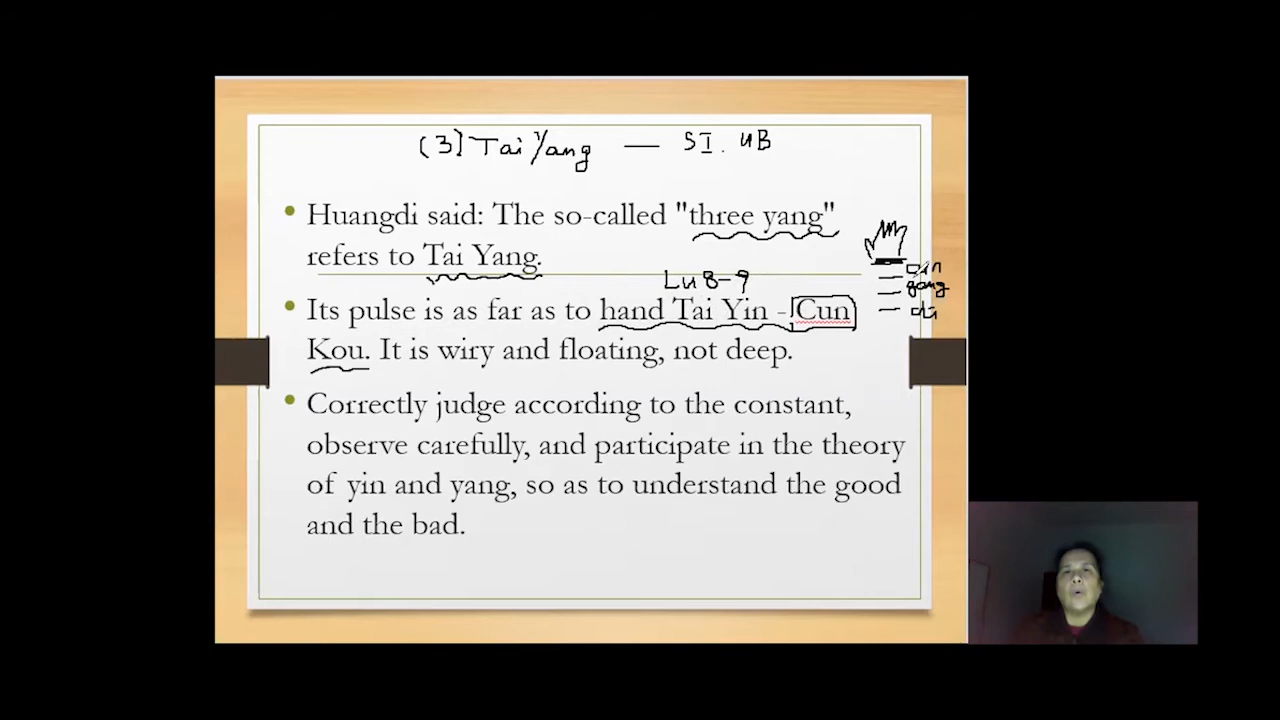 (3) Tai Yang — SI. UB
• Huangdi said: The so-called "three yang"
refers to Tai Yang.
Lu 8-9
• Its pulse is as far as to hand Tai Yin - Cun
Kou. It is wiry and floating, not deep.
• Correctly judge according to the constant,
observe carefully, and participate in the theory
of yin and yang, so as to understand the good
and the bad.